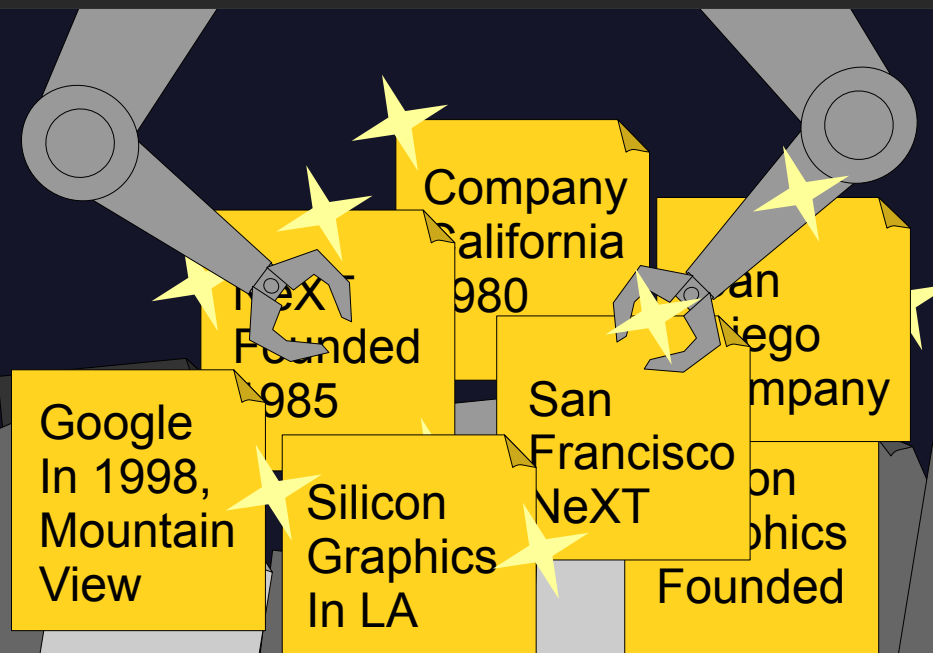 Company
California
980
NeXT
Founded
985
an
iego
mpany
Google
In 1998,
Mountain
View
San
Francisco
NeXT
Silicon
Graphics
In LA
on
phics
Founded